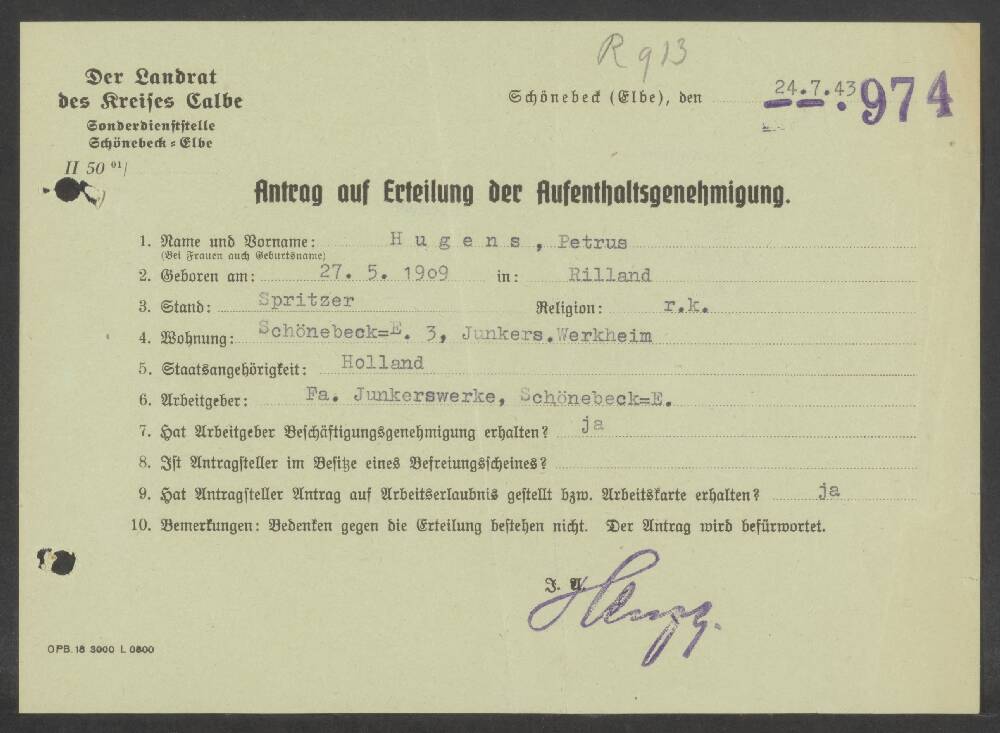 R 913
Der Landrat
des Kreises Calbe
Sonderdienststelle
Schönebeck=Elbe
II 50 01/
Schönebeck (Elbe), den 24.7.43
974
Antrag auf Erteilung der Aufenthaltsgenehmigung.
1. Name und Vorname: Hugens, Petrus
(Bei Frauen auch Geburtsname)
2. Geboren am: 27. 5. 1909 in: Rilland
3. Stand: Spritzer Religion: r.k.
4. Wohnung: Schönebeck=E. 3, Junkers.Werkheim
5. Staatsangehörigkeit: Holland
6. Arbeitgeber: Fa. Junkerswerke, Schönebeck=E.
7. Hat Arbeitgeber Beschäftigungsgenehmigung erhalten? ja
8. Ist Antragsteller im Besitze eines Befreiungsscheines?
9. Hat Antragsteller Antrag auf Arbeitserlaubnis gestellt bzw. Arbeitskarte erhalten? ja
10. Bemerkungen: Bedenken gegen die Erteilung bestehen nicht. Der Antrag wird befürwortet.
I. A.
OPB. 18 3000 L 0800